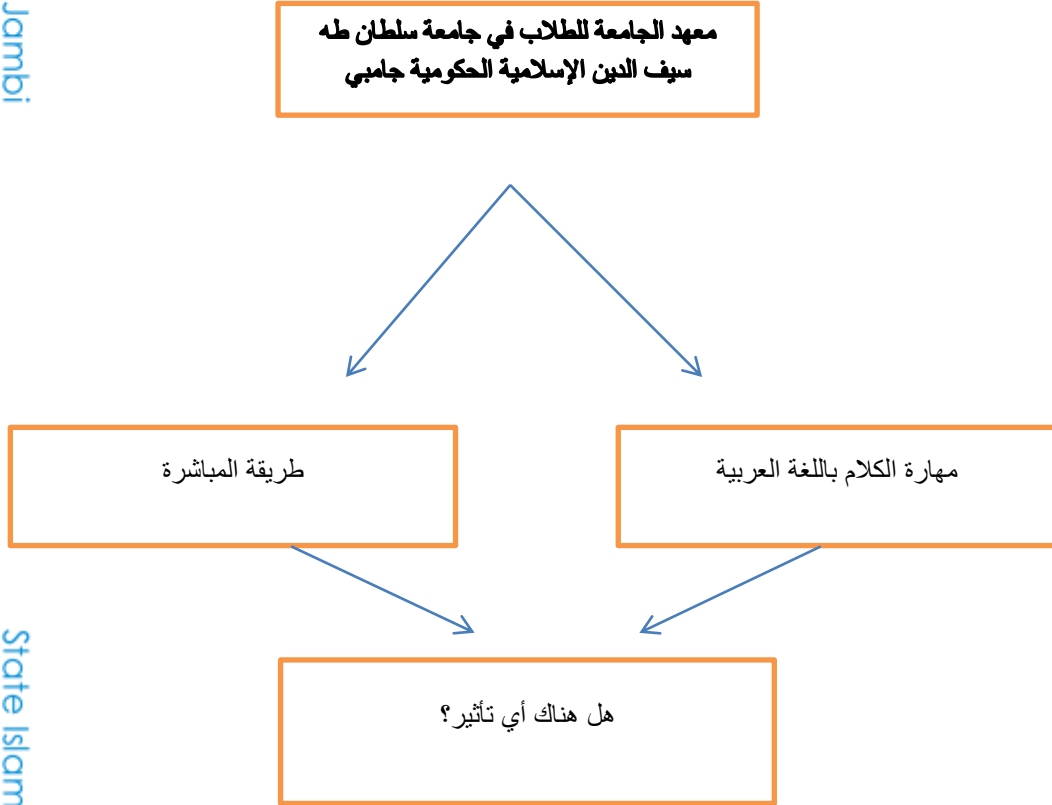 معهد الجامعة للطلاب في جامعة سلطان طه
سيف الدين الإسلامية الحكومية جامبي
مهارة الكلام باللغة العربية
طريقة المباشرة
هل هناك أي تأثير؟
Jambi
State Islam